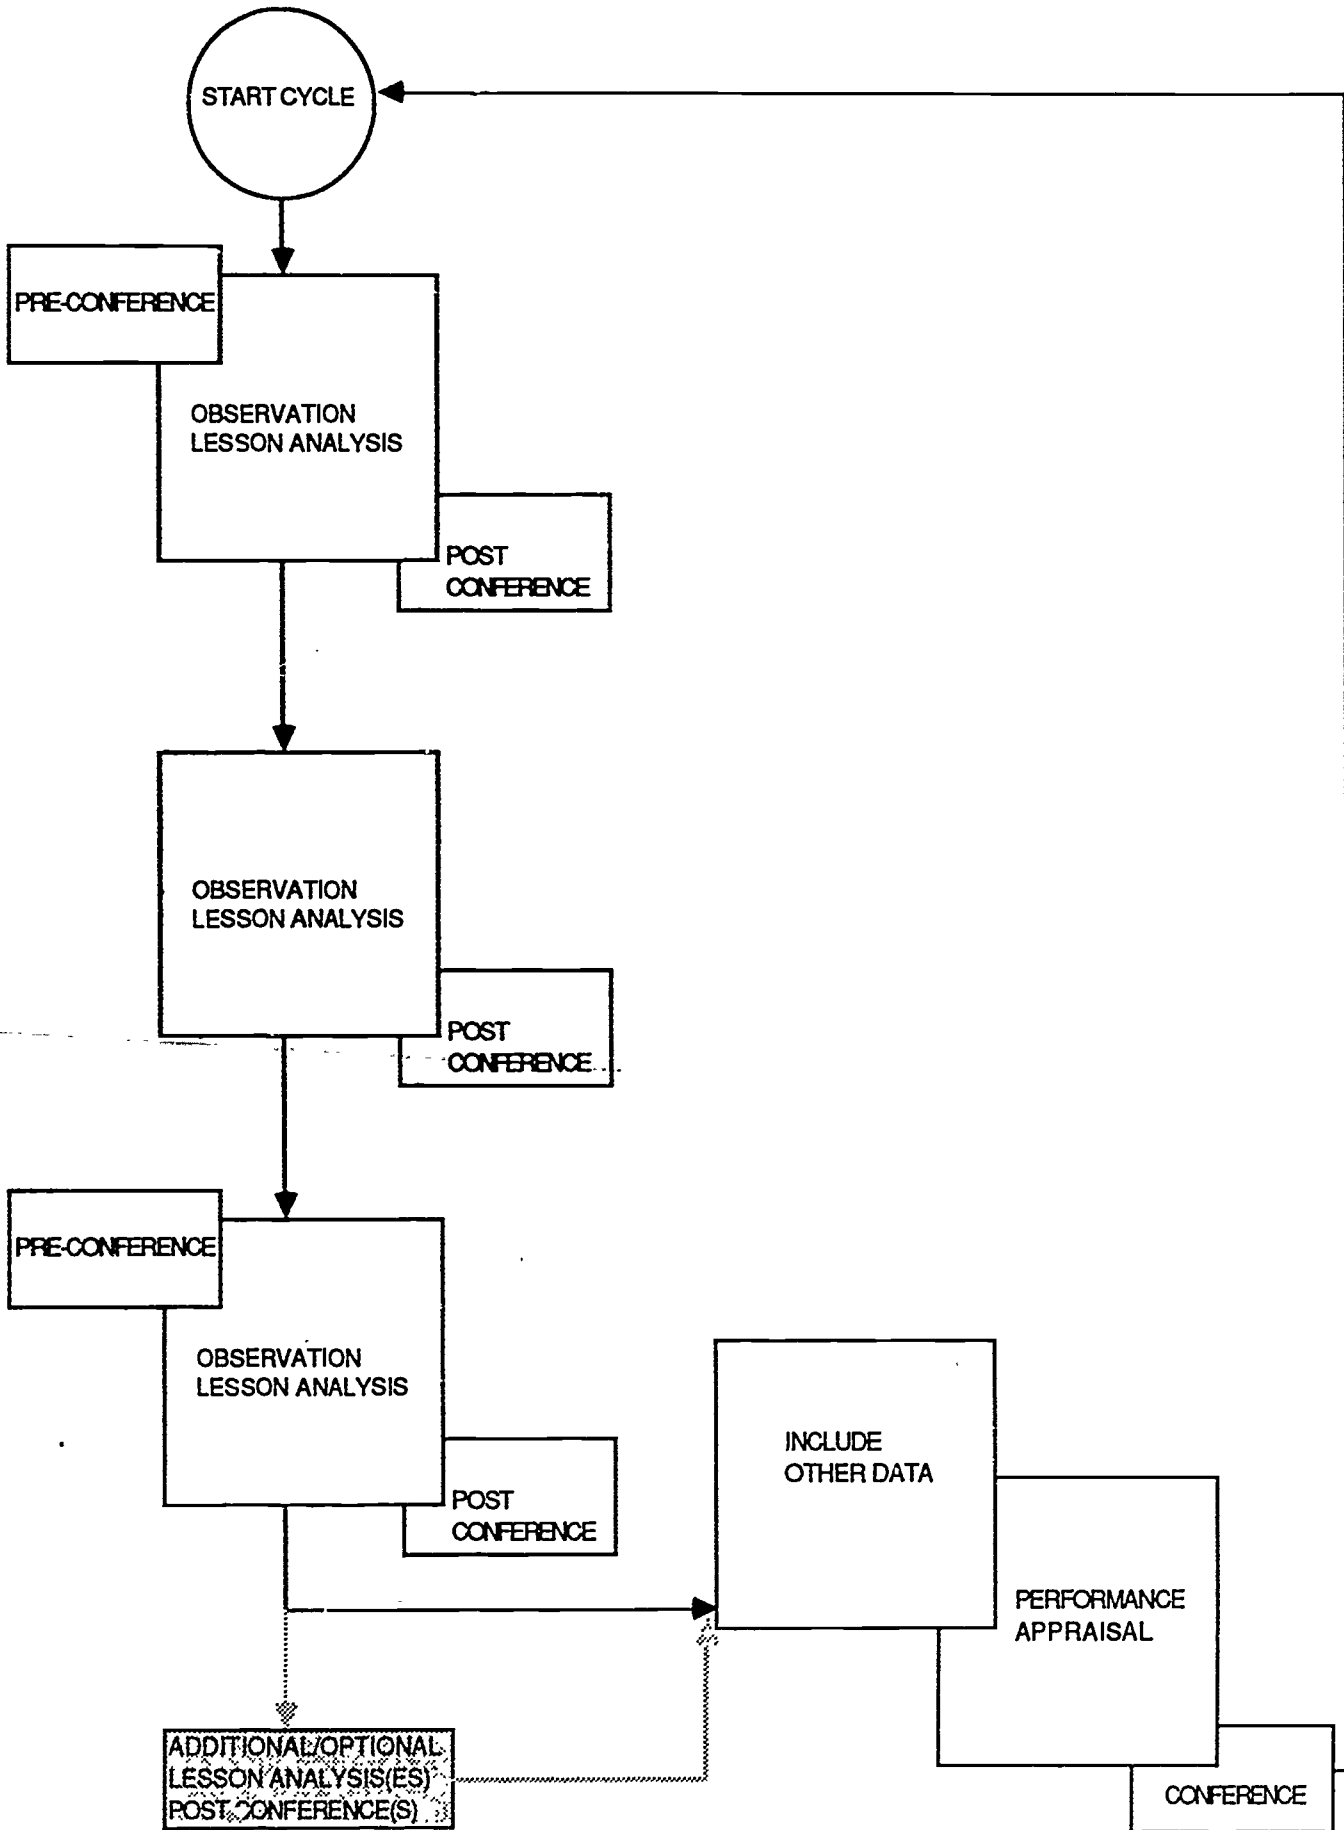 START CYCLE
PRE-CONFERENCE
OBSERVATION
LESSON ANALYSIS
POST
CONFERENCE
OBSERVATION
LESSON ANALYSIS
POST
CONFERENCE
PRE-CONFERENCE
OBSERVATION
LESSON ANALYSIS
POST
CONFERENCE
INCLUDE
OTHER DATA
PERFORMANCE
APPRAISAL
ADDITIONAL/OPTIONAL
LESSON ANALYSIS(ES)
POST CONFERENCE(S)
CONFERENCE